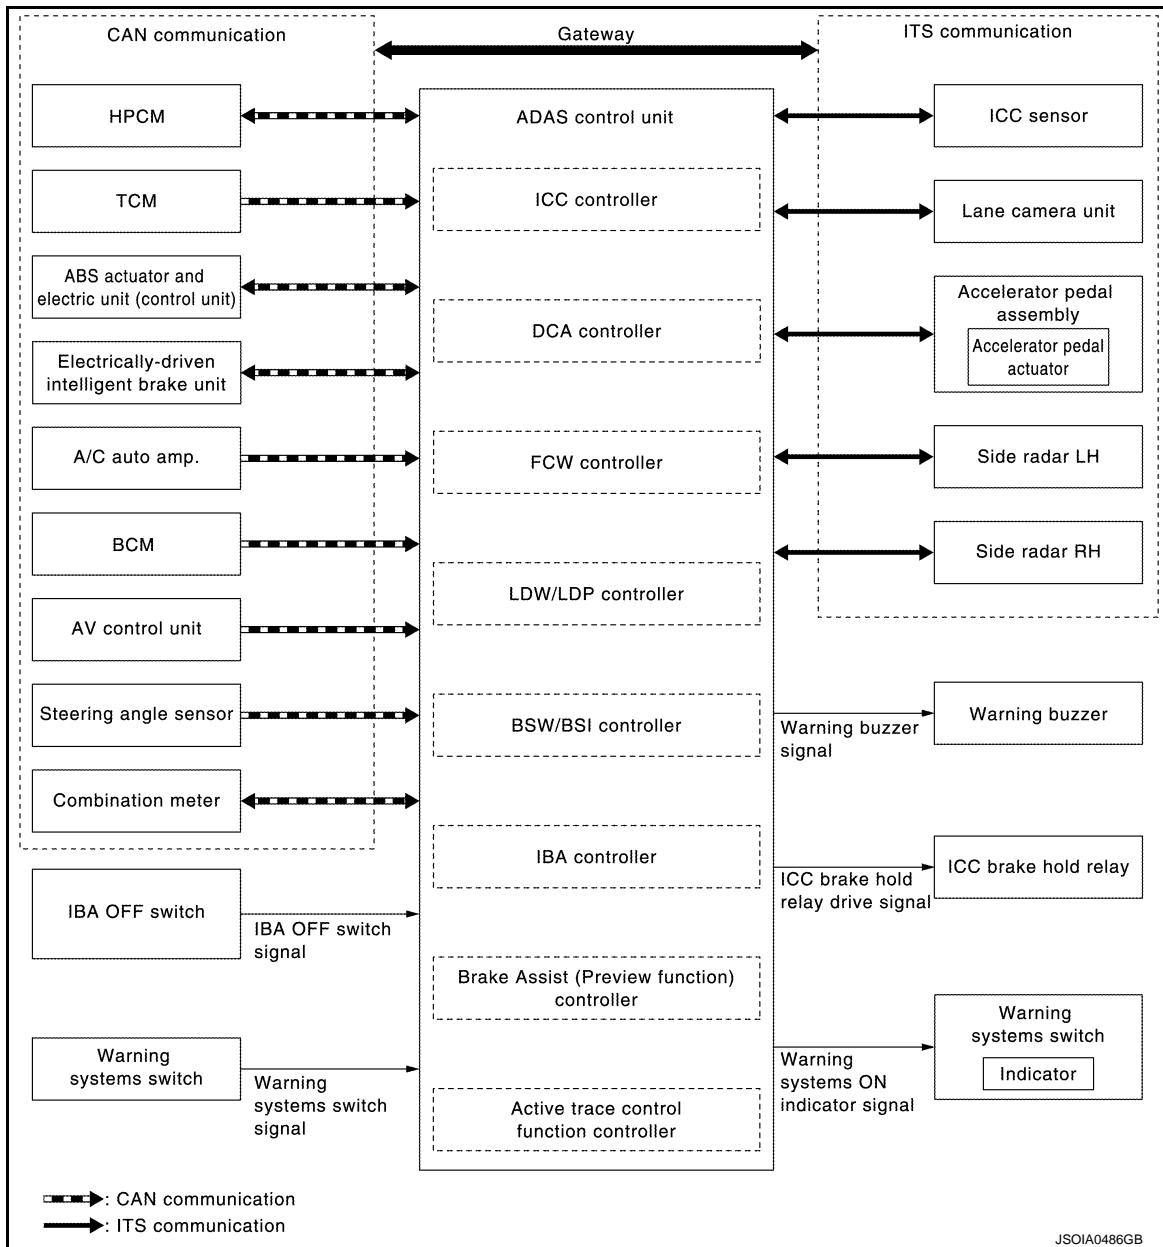 CAN communication
Gateway
ITS communication
HPCM
ADAS control unit
ICC sensor
TCM
ICC controller
Lane camera unit
ABS actuator and
electric unit (control unit)
DCA controller
Accelerator pedal
assembly
Accelerator pedal
actuator
Electrically-driven
intelligent brake unit
A/C auto amp.
FCW controller
Side radar LH
BCM
Side radar RH
LDW/LDP controller
AV control unit
Steering angle sensor
BSW/BSI controller
Warning buzzer
signal
Warning buzzer
Combination meter
IBA controller
ICC brake hold
relay drive signal
ICC brake hold relay
IBA OFF switch
IBA OFF switch
signal
Brake Assist (Preview function)
controller
Warning
systems switch
Indicator
Warning
systems switch
Warning
systems switch
signal
Warning
systems ON
indicator signal
Active trace control
function controller
: CAN communication
: ITS communication
JSOIA0486GB